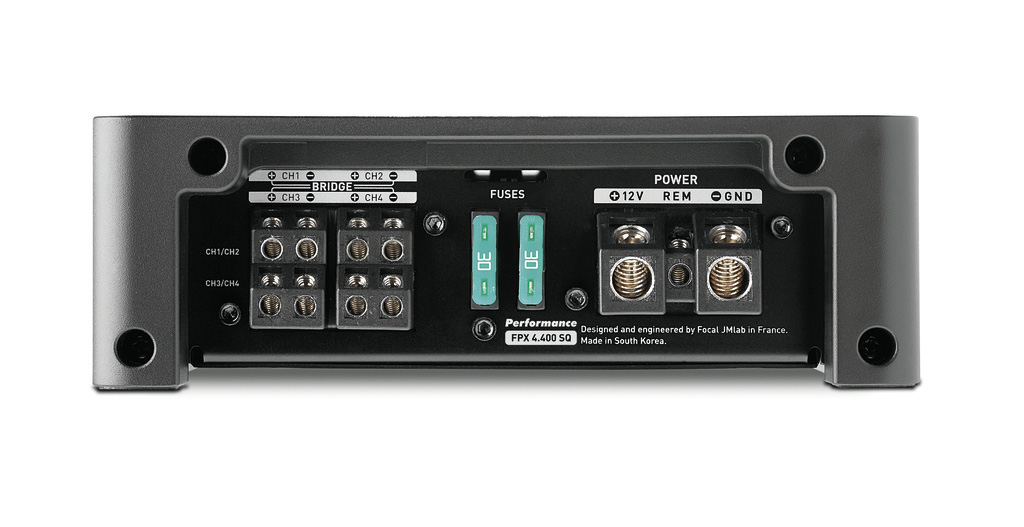 ⊕ CH1 ⊖ ⊕ CH2 ⊖
BRIDGE
⊕ CH3 ⊖ ⊕ CH4 ⊖
CH1/CH2
CH3/CH4
FUSES
30 30
POWER
⊕12V REM ⊖GND
Performance
FPX 4.400 SQ
Designed and engineered by Focal JMlab in France.
Made in South Korea.